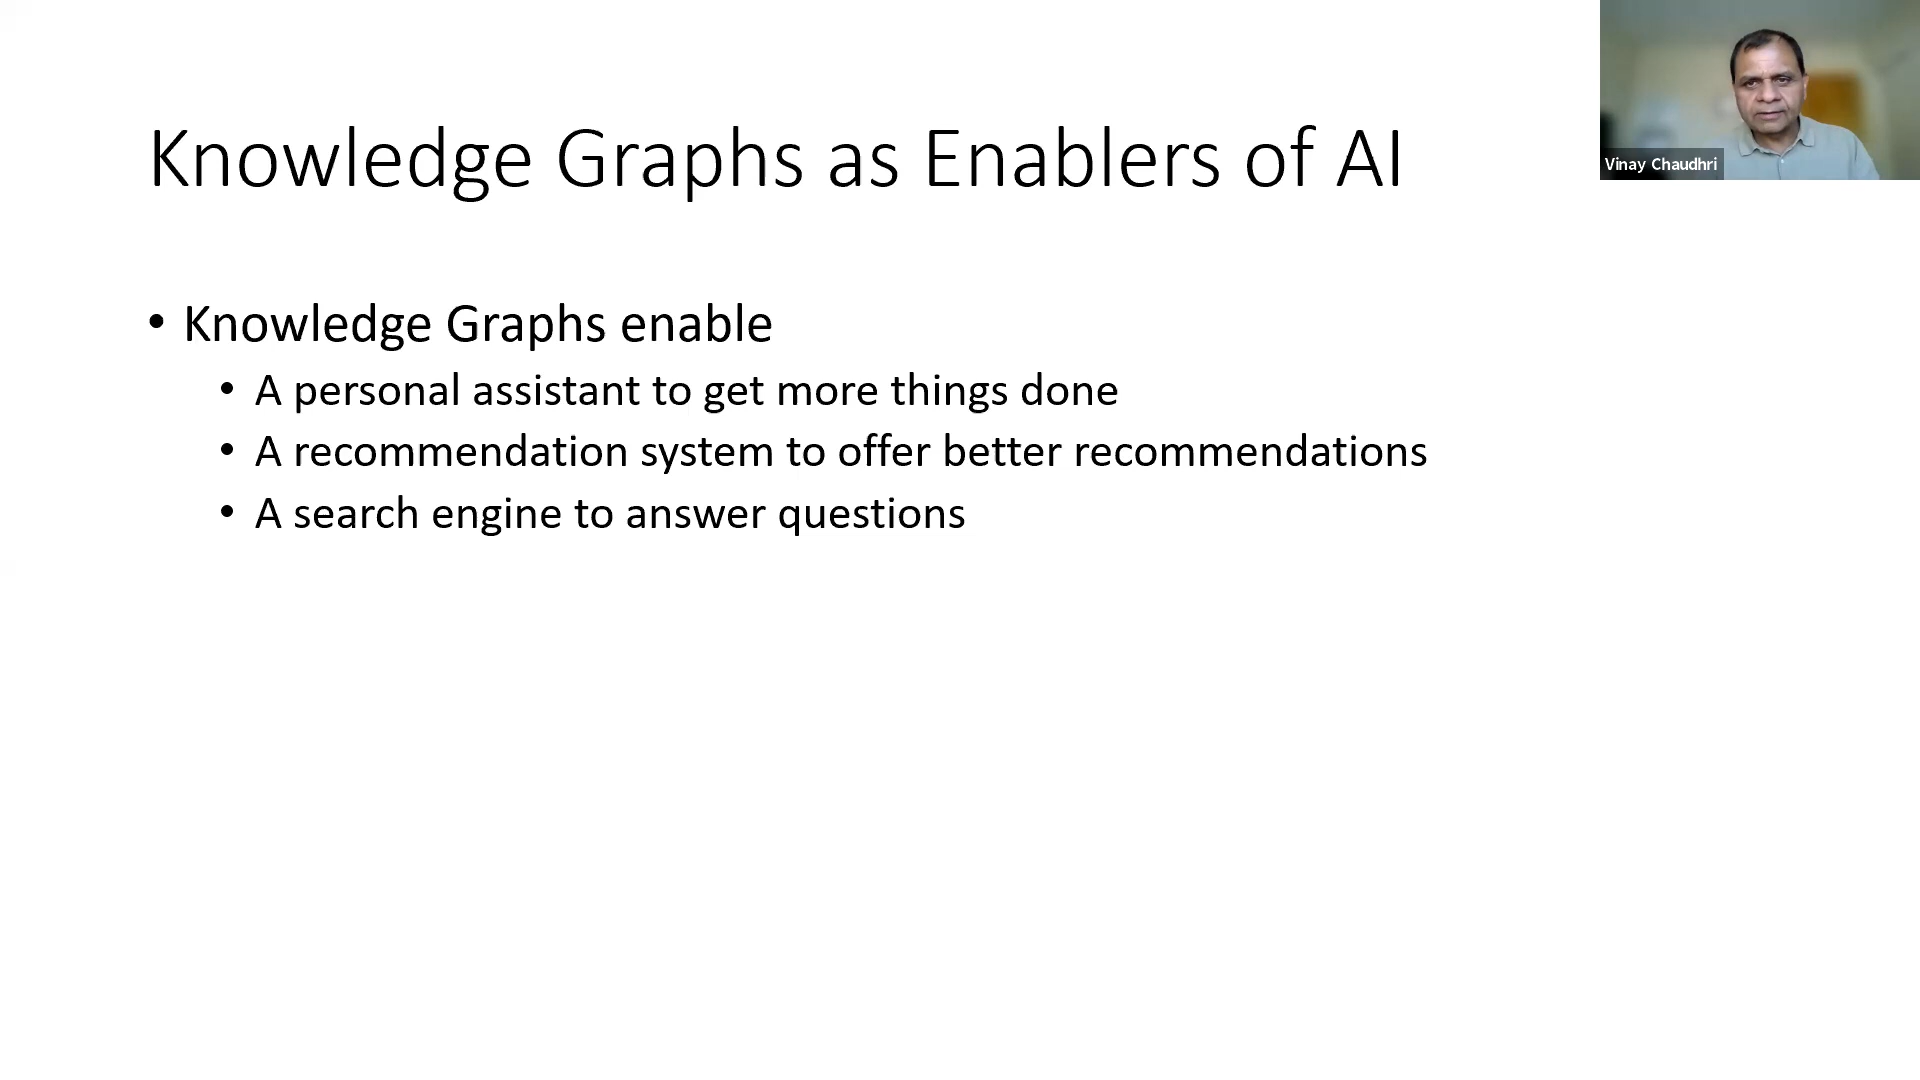 Knowledge Graphs as Enablers of AI
Vinay Chaudhri
• Knowledge Graphs enable
• A personal assistant to get more things done
• A recommendation system to offer better recommendations
• A search engine to answer questions